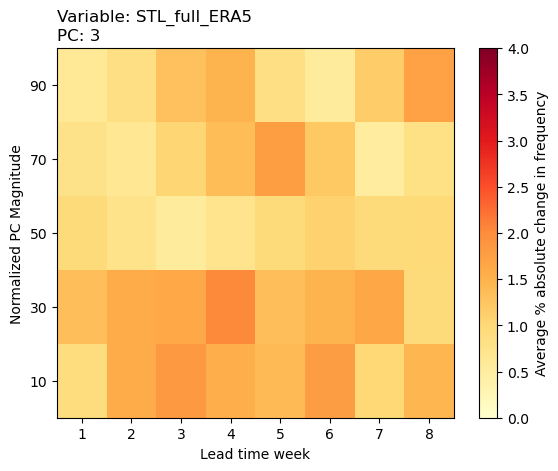 Variable: STL_full_ERA5
PC: 3
90
70
50
30
10
Normalized PC Magnitude
1 2 3 4 5 6 7 8
Lead time week
4.0
3.5
3.0
2.5
2.0
1.5
1.0
0.5
0.0
Average % absolute change in frequency